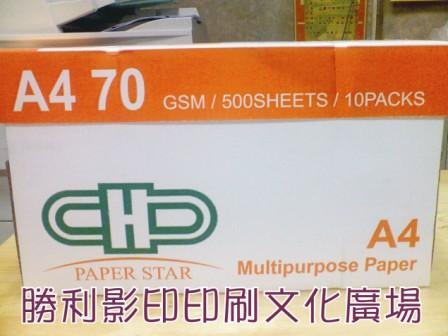 A4 70 GSM / 500SHEETS / 10PACKS
CHP
PAPER STAR
A4
Multipurpose Paper
勝利影印印刷文化廣場